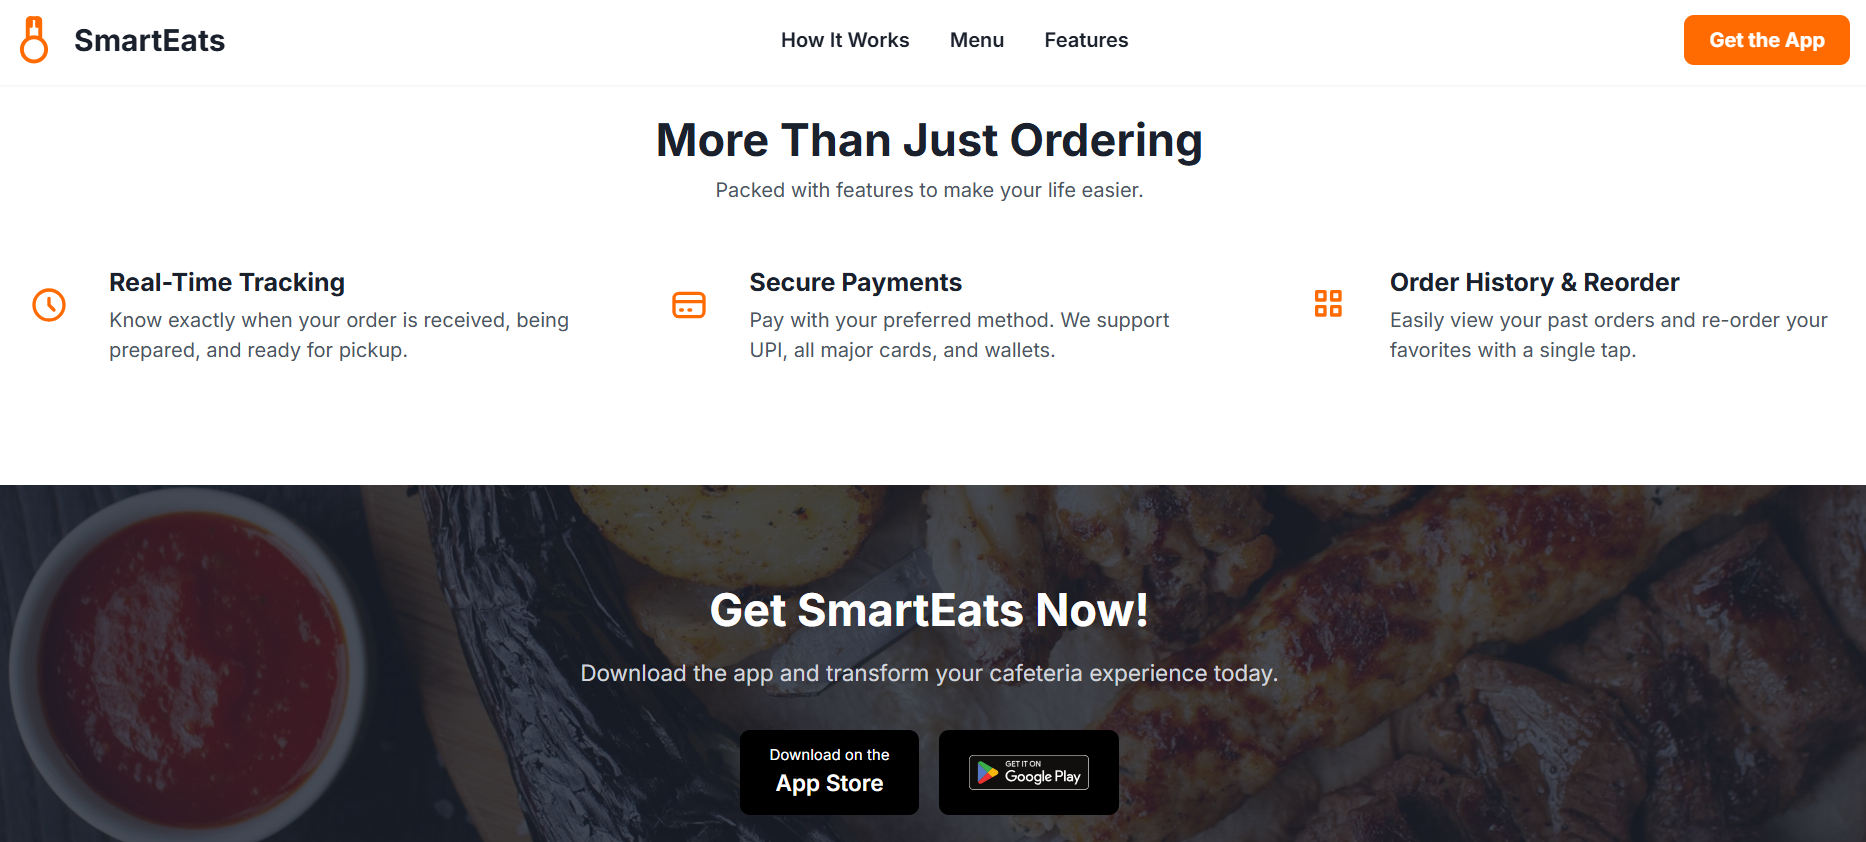 SmartEats
How It Works
Menu
Features
Get the App
More Than Just Ordering
Packed with features to make your life easier.
Real-Time Tracking
Know exactly when your order is received, being
prepared, and ready for pickup.
Secure Payments
Pay with your preferred method. We support
UPI, all major cards, and wallets.
Order History & Reorder
Easily view your past orders and re-order your
favorites with a single tap.
Get SmartEats Now!
Download the app and transform your cafeteria experience today.
Download on the
App Store
GET IT ON
Google Play